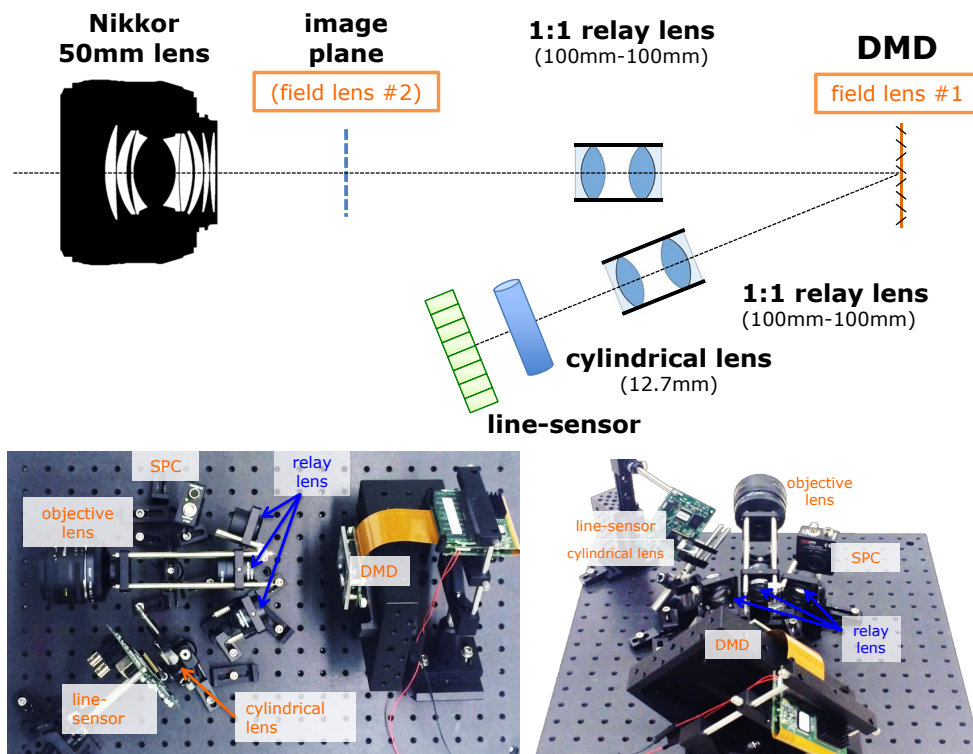 Nikkor
50mm lens
image
plane
(field lens #2)
1:1 relay lens
(100mm-100mm)
DMD
field lens #1
1:1 relay lens
(100mm-100mm)
cylindrical lens
(12.7mm)
line-sensor
SPC
relay
lens
objective
lens
DMD
line-
sensor
cylindrical
lens
objective
lens
line-sensor
cylindrical lens
SPC
relay
lens
DMD